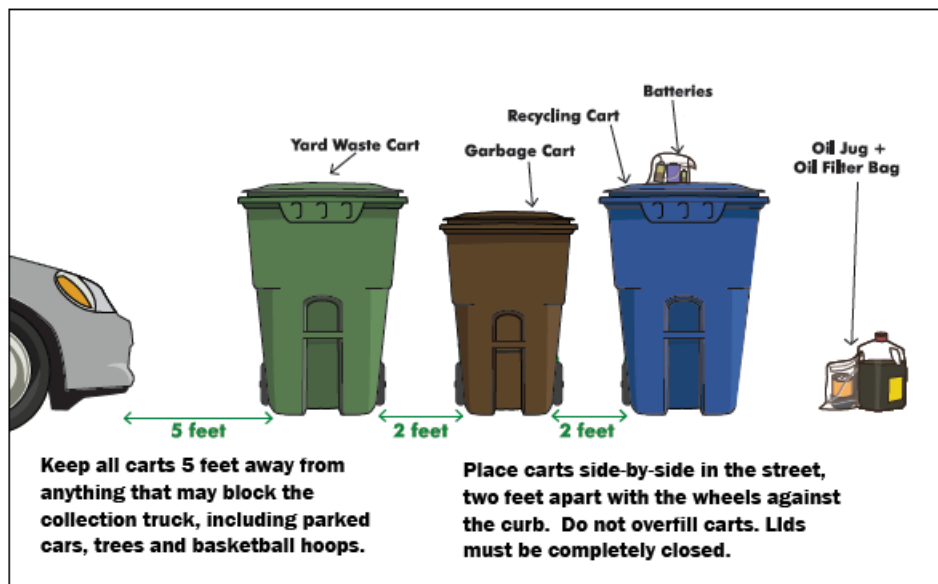 Batteries
Recycling Cart
Yard Waste Cart
Garbage Cart
Oil Jug +
Oil Filter Bag
5 feet
2 feet
2 feet
Keep all carts 5 feet away from
anything that may block the
collection truck, including parked
cars, trees and basketball hoops.
Place carts side-by-side in the street,
two feet apart with the wheels against
the curb.  Do not overfill carts. LIds
must be completely closed.